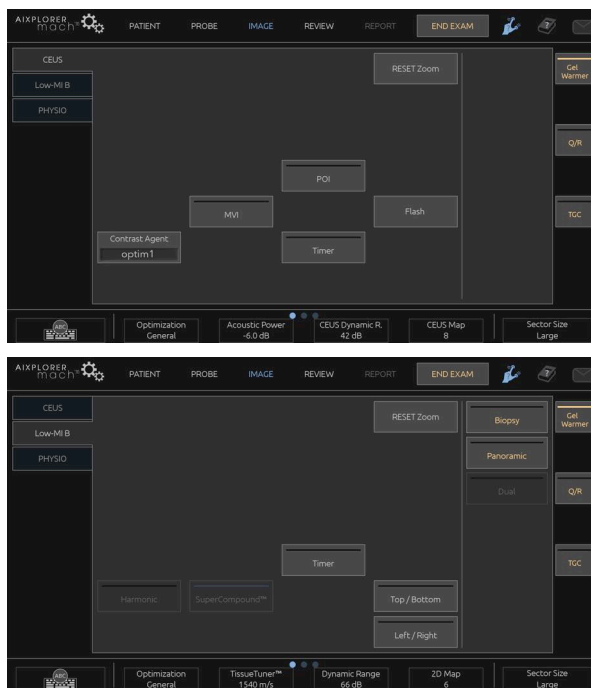 AIXPLORER
mach® PATIENT PROBE IMAGE REVIEW REPORT END EXAM ?
CEUS RESET Zoom Gel
Warmer
Low-MI B
PHYSIO
Q/R
POI
MVI Flash TGC
Contrast Agent
optim1 Timer
ABC Optimization Acoustic Power CEUS Dynamic R. CEUS Map Sector Size
General -6.0 dB 42 dB 8 Large
AIXPLORER
mach® PATIENT PROBE IMAGE REVIEW REPORT END EXAM ?
CEUS RESET Zoom Biopsy Gel
Warmer
Low-MI B
PHYSIO Panoramic
Dual Q/R
Timer TGC
Harmonic SuperCompound™ Top / Bottom
Left / Right
ABC Optimization TissueTuner™ Dynamic Range 2D Map Sector Size
General 1540 m/s 66 dB 6 Large